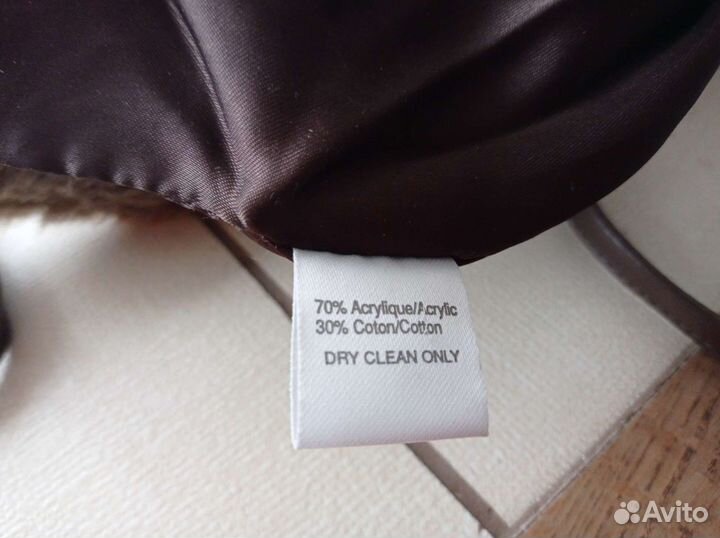 70% Acrylique/Acrylic
30% Coton/Cotton
DRY CLEAN ONLY
Avito